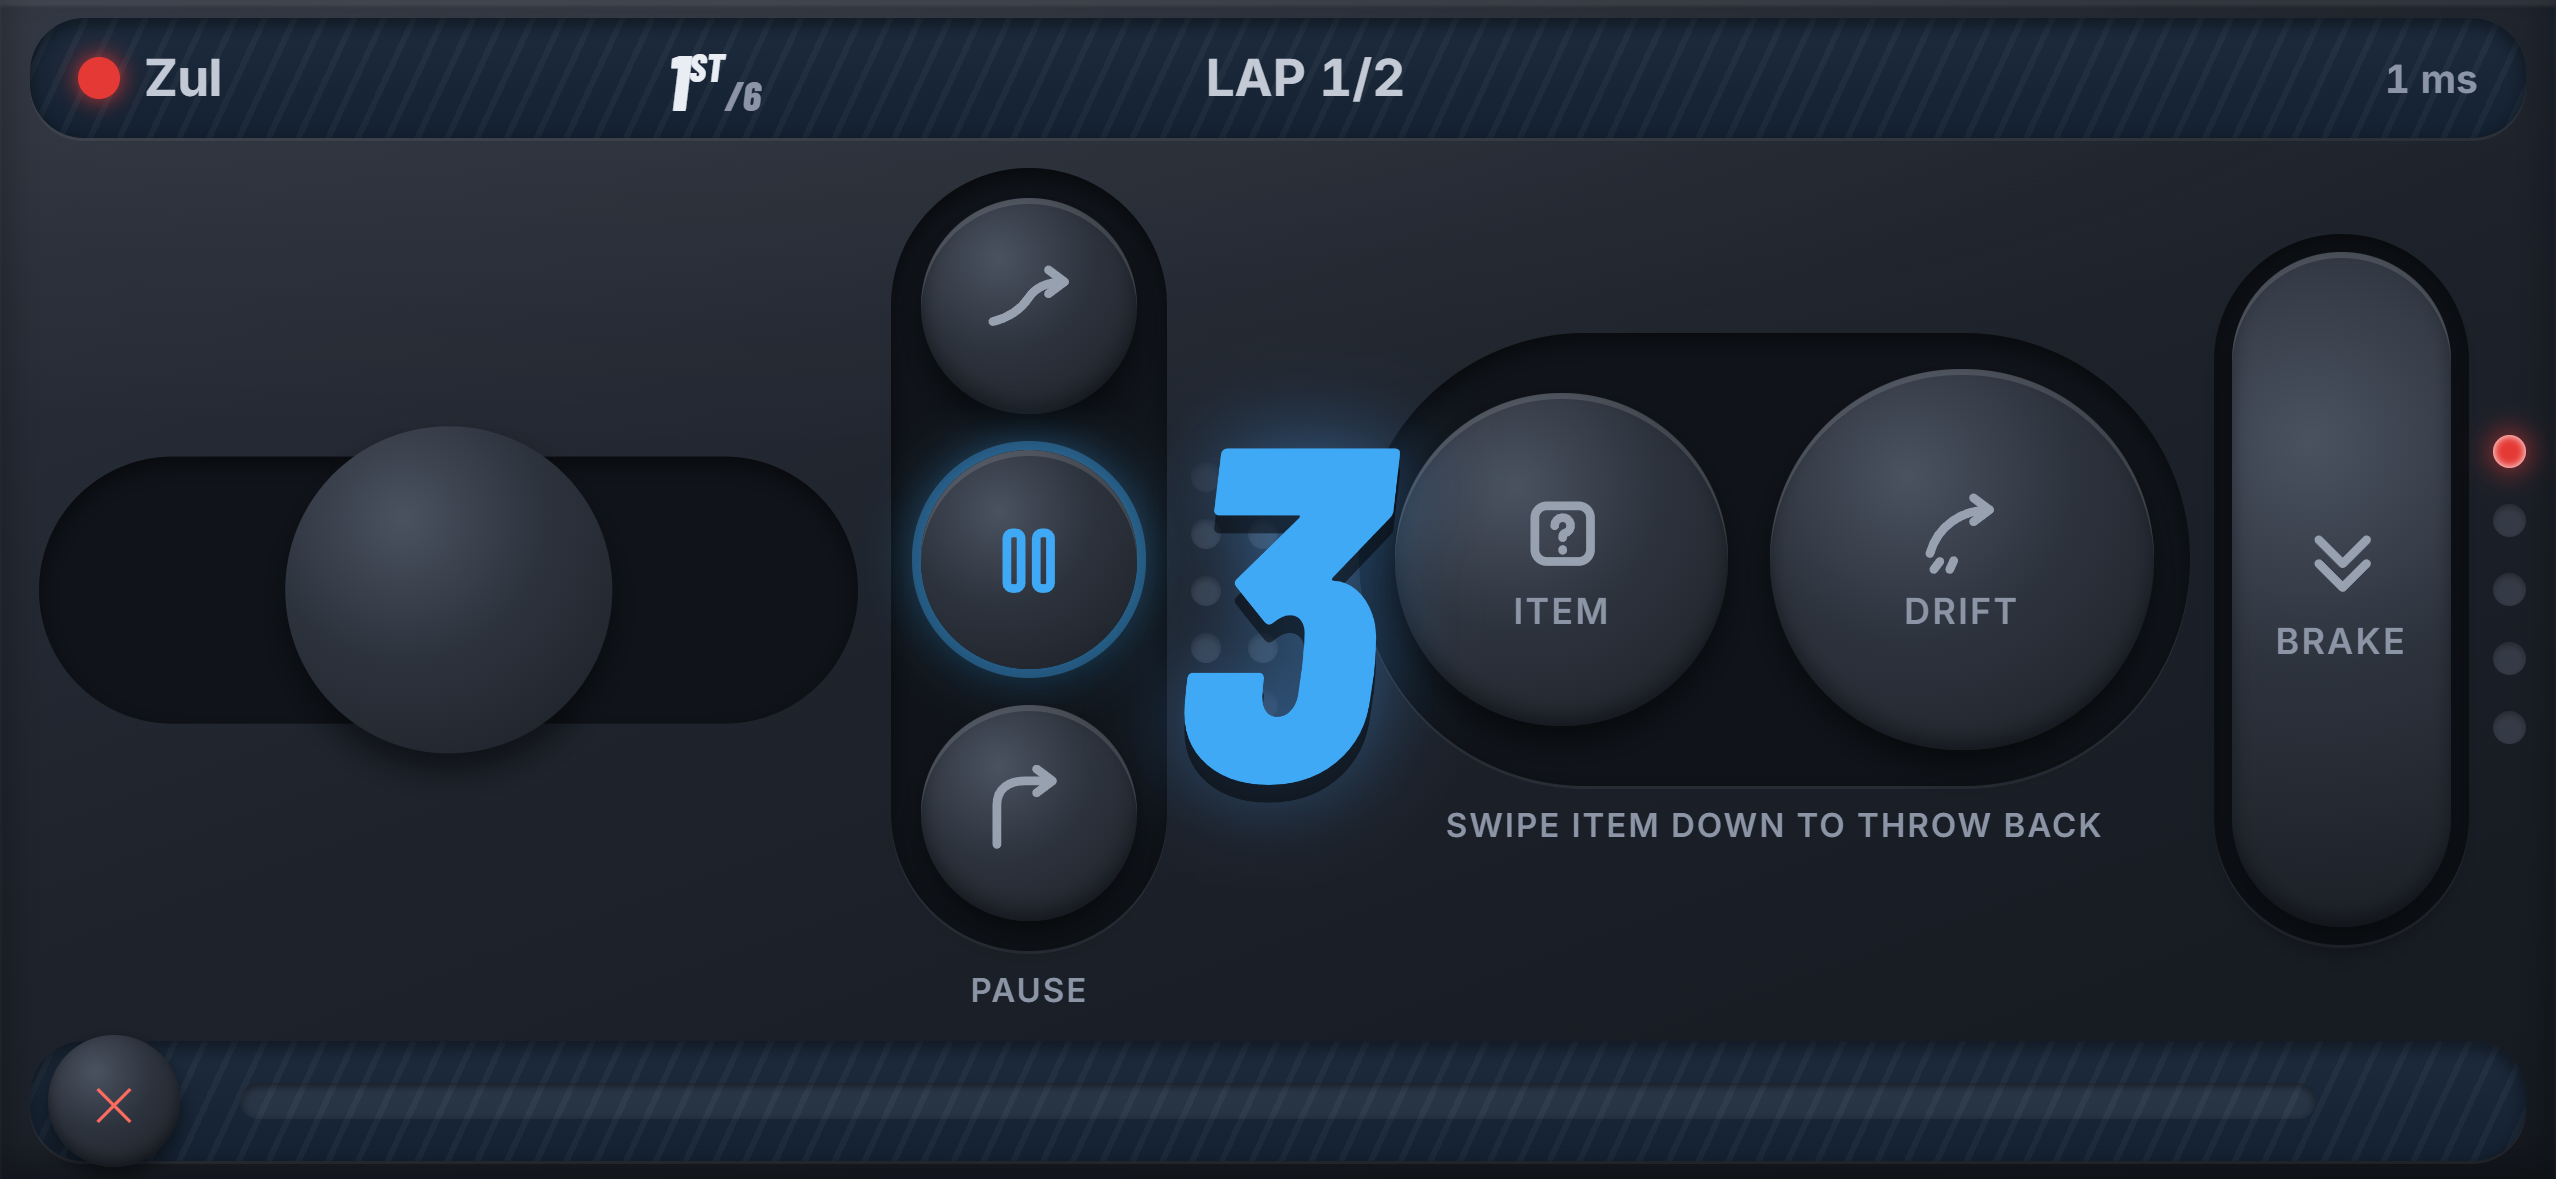 Zul
1ST/6
LAP 1/2
1 ms
3
?
ITEM
DRIFT
BRAKE
SWIPE ITEM DOWN TO THROW BACK
PAUSE